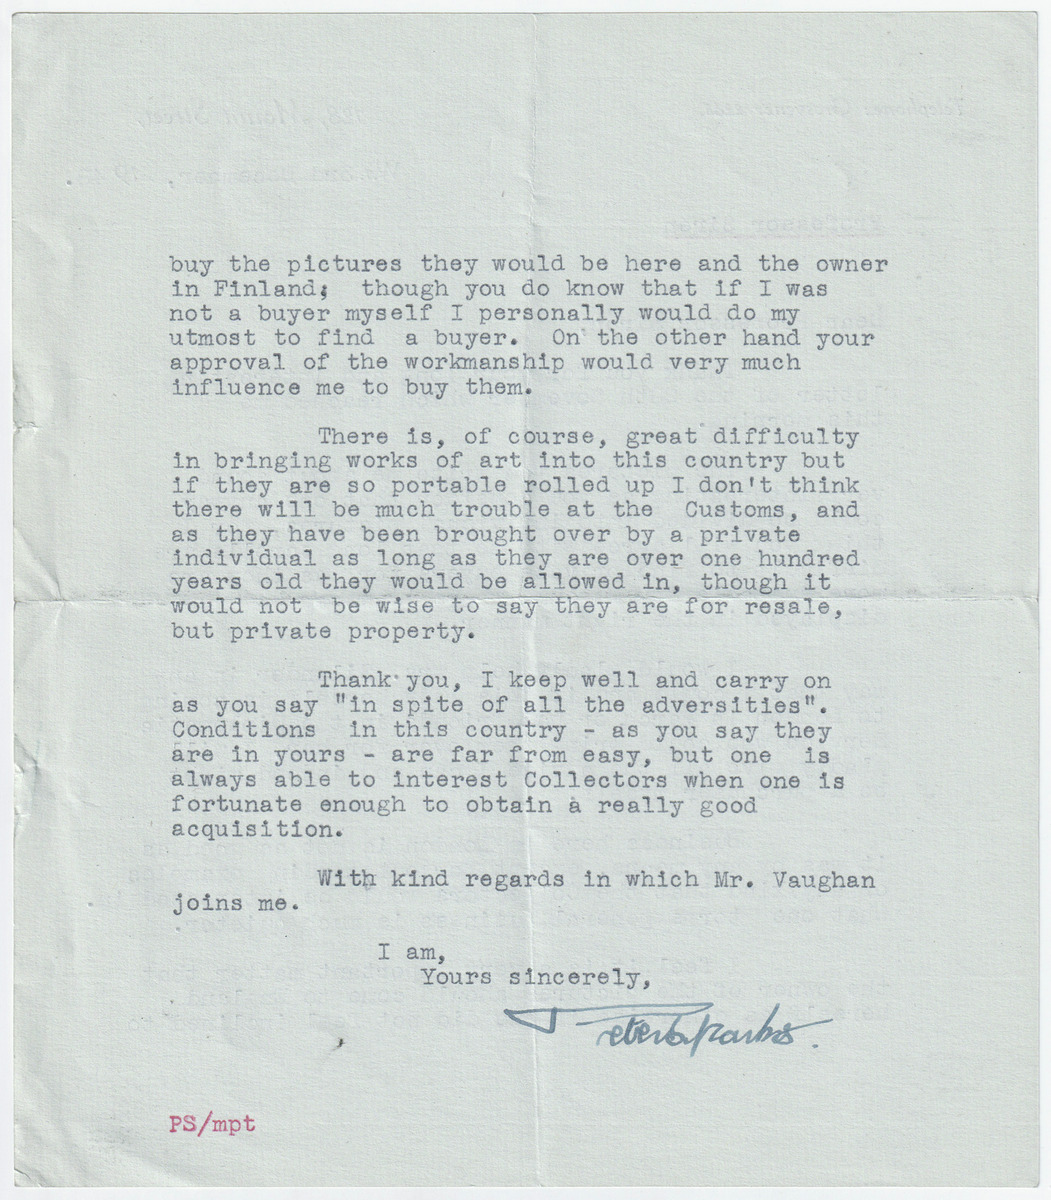 buy the pictures they would be here and the owner
in Finland; though you do know that if I was
not a buyer myself I personally would do my
utmost to find a buyer. On the other hand your
approval of the workmanship would very much
influence me to buy them.
There is, of course, great difficulty
in bringing works of art into this country but
if they are so portable rolled up I don't think
there will be much trouble at the Customs, and
as they have been brought over by a private
individual as long as they are over one hundred
years old they would be allowed in, though it
would not be wise to say they are for resale,
but private property.
Thank you, I keep well and carry on
as you say "in spite of all the adversities".
Conditions in this country - as you say they
are in yours - are far from easy, but one is
always able to interest Collectors when one is
fortunate enough to obtain a really good
acquisition.
With kind regards in which Mr. Vaughan
joins me.
I am,
Yours sincerely,
Peter Sparks.
PS/mpt